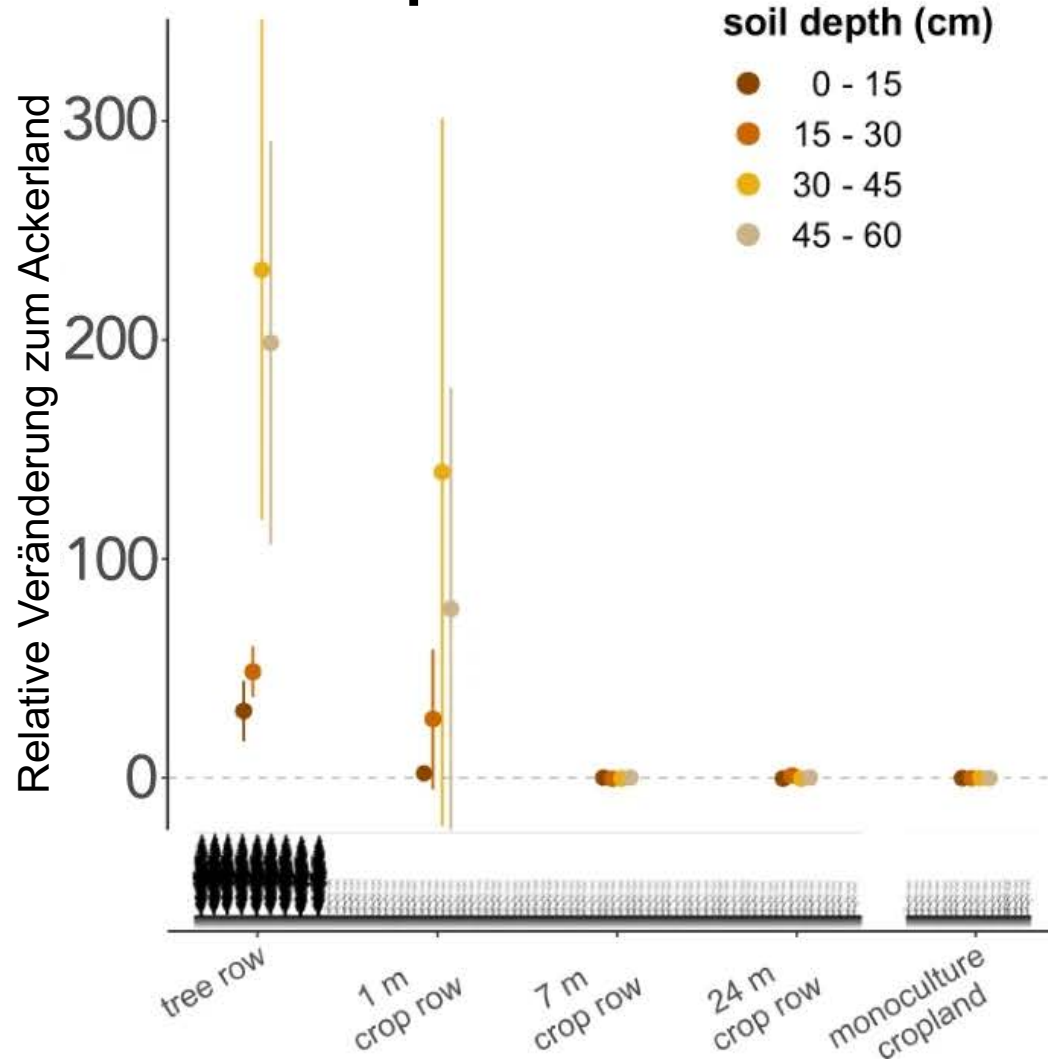 soil depth (cm)
0 - 15
15 - 30
30 - 45
45 - 60
Relative Veränderung zum Ackerland
300
200
100
0
tree row
1 m
crop row
7 m
crop row
24 m
crop row
monoculture
cropland